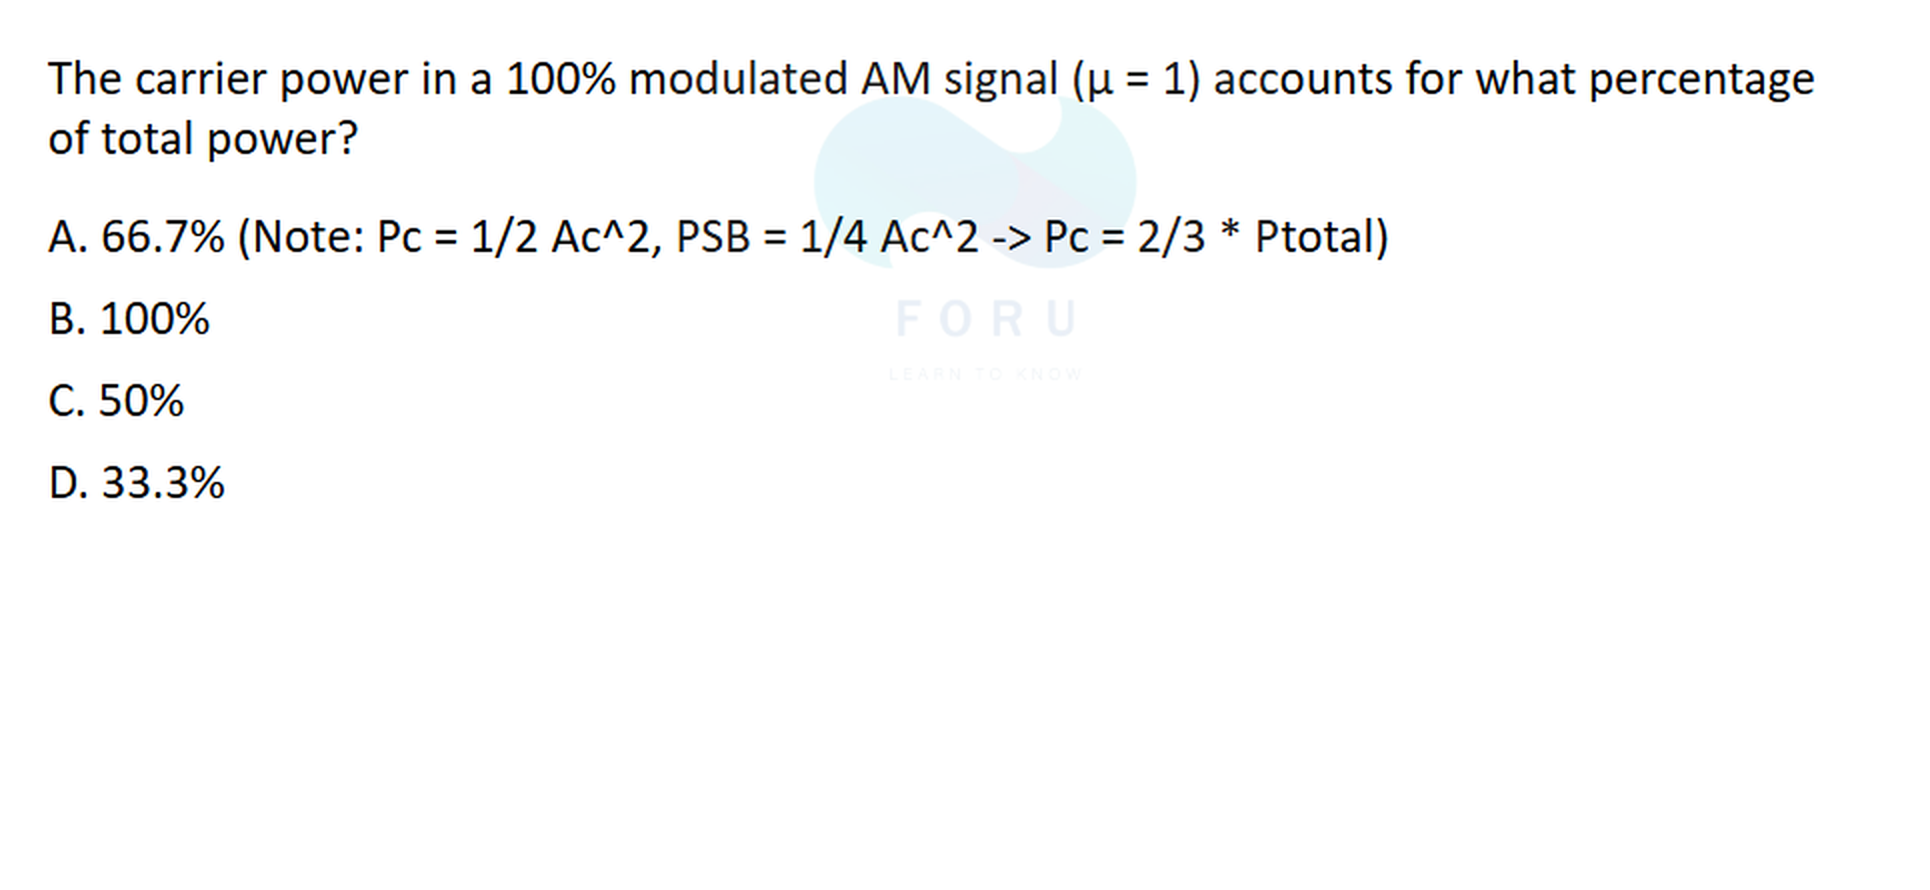 The carrier power in a 100% modulated AM signal (μ = 1) accounts for what percentage
of total power?
A. 66.7% (Note: Pc = 1/2 Ac^2, PSB = 1/4 Ac^2 -> Pc = 2/3 * Ptotal)
B. 100%
FORU
LEARN TO KNOW
C. 50%
D. 33.3%